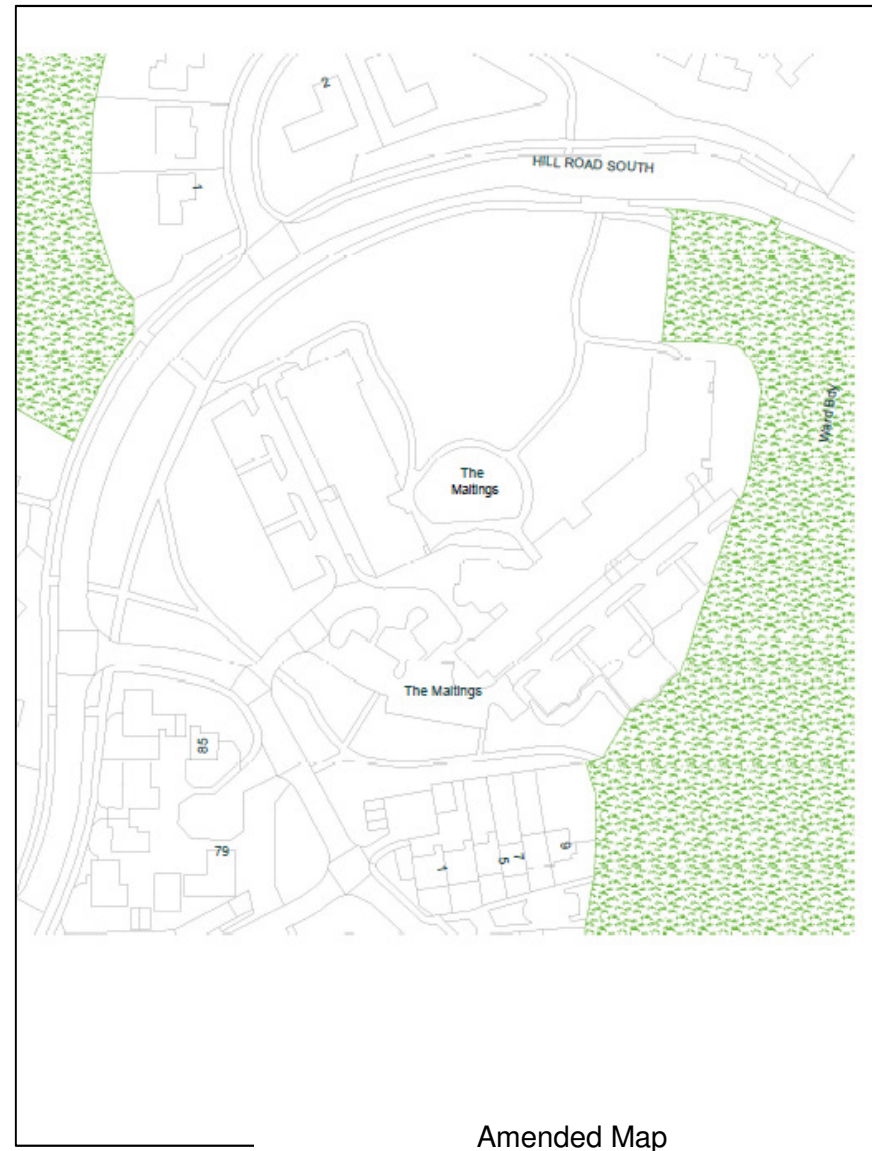 2
HILL ROAD SOUTH
1
Ward Bdy
The
Maltings
The Maltings
85
79
1
5
7
9
Amended Map